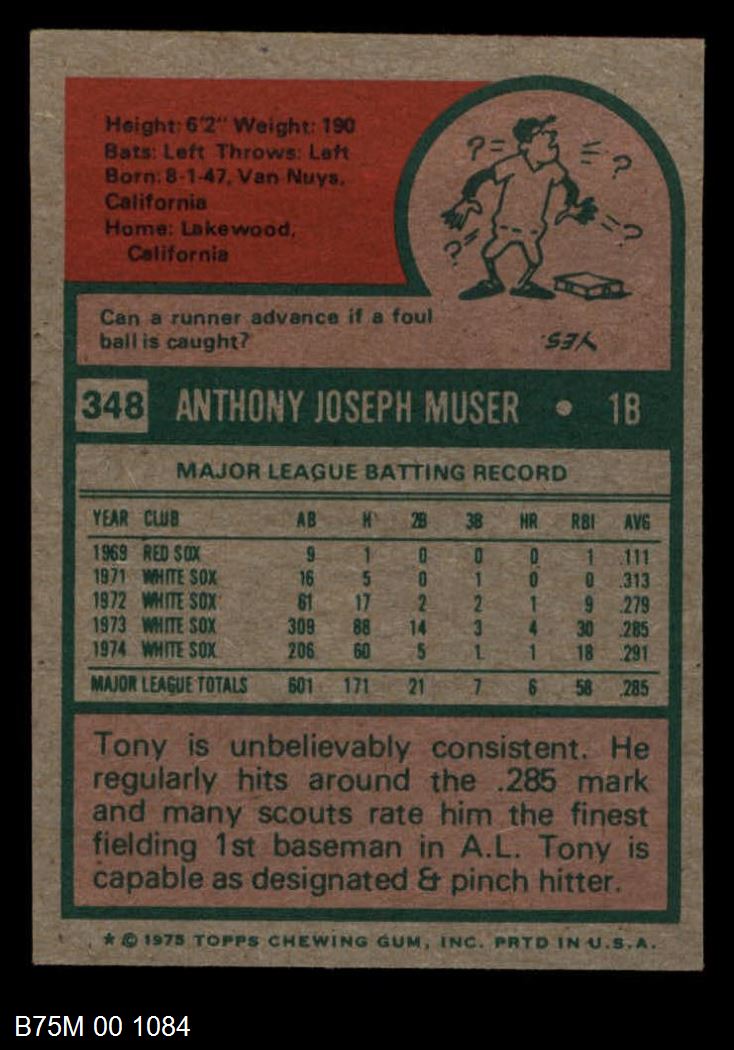 Height: 6'2" Weight: 190
Bats: Left Throws: Left
Born: 8-1-47, Van Nuys,
California
Home: Lakewood,
California
? = = ?
? = ?
Can a runner advance if a foul
ball is caught?
YES.
348 ANTHONY JOSEPH MUSER • 1B
MAJOR LEAGUE BATTING RECORD
YEAR CLUB AB H 2B 3B HR RBI AVG
1969 RED SOX 9 1 0 0 0 1 .111
1971 WHITE SOX 16 5 0 1 0 0 .313
1972 WHITE SOX 61 17 2 2 1 9 .279
1973 WHITE SOX 309 88 14 3 4 30 .285
1974 WHITE SOX 206 60 5 1 1 18 .291
MAJOR LEAGUE TOTALS 601 171 21 7 6 58 .285
Tony is unbelievably consistent. He
regularly hits around the .285 mark
and many scouts rate him the finest
fielding 1st baseman in A.L. Tony is
capable as designated & pinch hitter.
* © 1975 TOPPS CHEWING GUM, INC. PRTD IN U.S.A.
B75M 00 1084